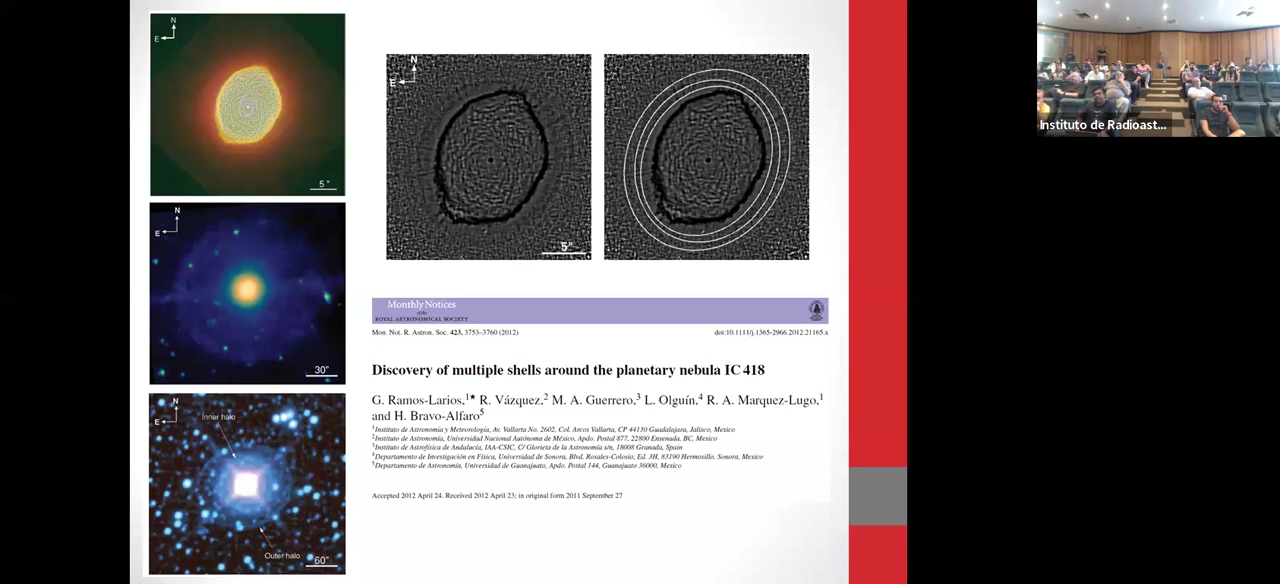 N
E
5"
N
E
30"
N
E
Inner halo
Outer halo
60"
N
E
5"
Monthly Notices
of the
ROYAL ASTRONOMICAL SOCIETY
Mon. Not. R. Astron. Soc. 423, 3753–3760 (2012)
doi:10.1111/j.1365-2966.2012.21165.x
Discovery of multiple shells around the planetary nebula IC 418
G. Ramos-Larios,1★ R. Vázquez,2 M. A. Guerrero,3 L. Olguín,4 R. A. Marquez-Lugo,1
and H. Bravo-Alfaro5
1Instituto de Astronomía y Meteorología, Av. Vallarta No. 2602, Col. Arcos Vallarta, CP 44130 Guadalajara, Jalisco, Mexico
2Instituto de Astronomía, Universidad Nacional Autónoma de México, Apdo. Postal 877, 22800 Ensenada, BC, Mexico
3Instituto de Astrofísica de Andalucía, IAA-CSIC, C/ Glorieta de la Astronomía s/n, 18008 Granada, Spain
4Departamento de Investigación en Física, Universidad de Sonora, Blvd. Rosales-Colosio, Ed. 3H, 83190 Hermosillo, Sonora, Mexico
5Departamento de Astronomía, Universidad de Guanajuato, Apdo. Postal 144, Guanajuato 36000, Mexico
Accepted 2012 April 24. Received 2012 April 23; in original form 2011 September 27
Instituto de Radioast...